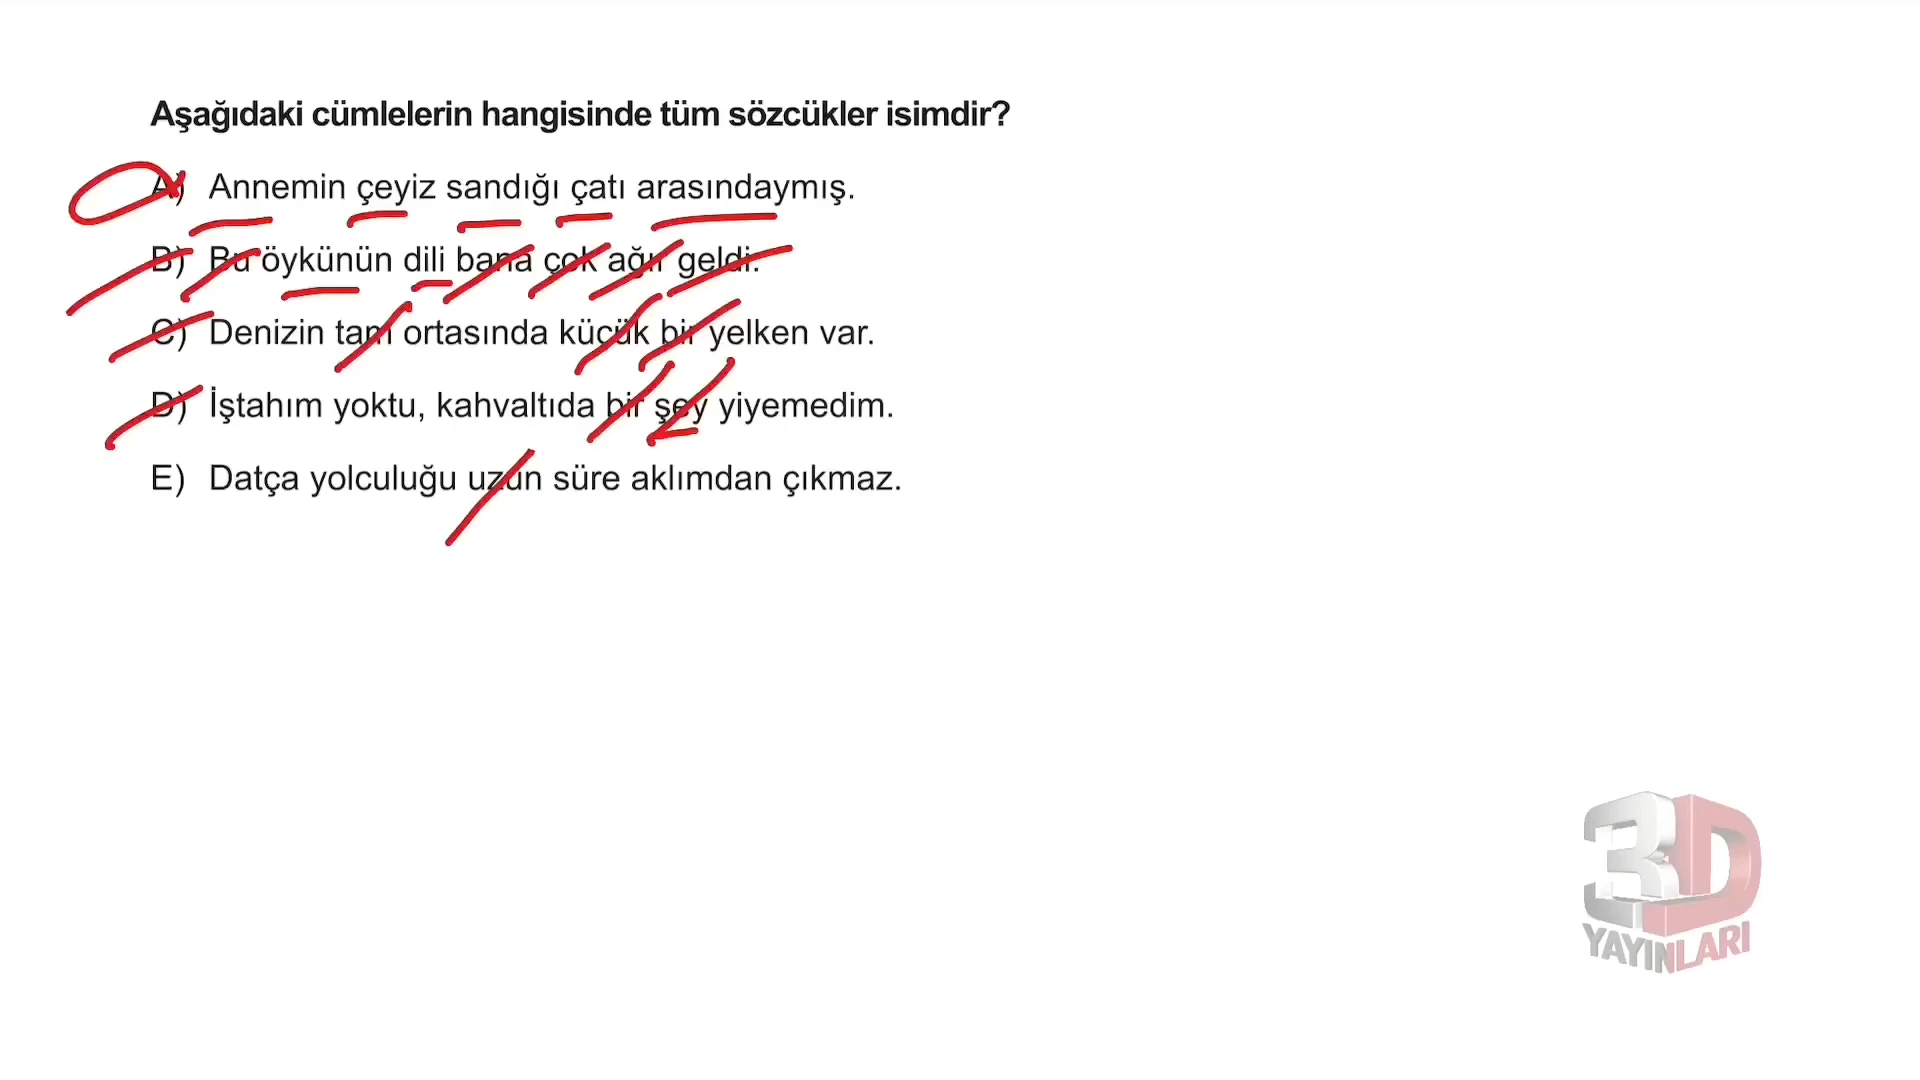 Aşağıdaki cümlelerin hangisinde tüm sözcükler isimdir?
A) Annemin çeyiz sandığı çatı arasındaymış.
B) Bu öykünün dili bana çok ağır geldi.
C) Denizin tam ortasında küçük bir yelken var.
D) İştahım yoktu, kahvaltıda bir şey yiyemedim.
E) Datça yolculuğu uzun süre aklımdan çıkmaz.
3D
YAYINLARI